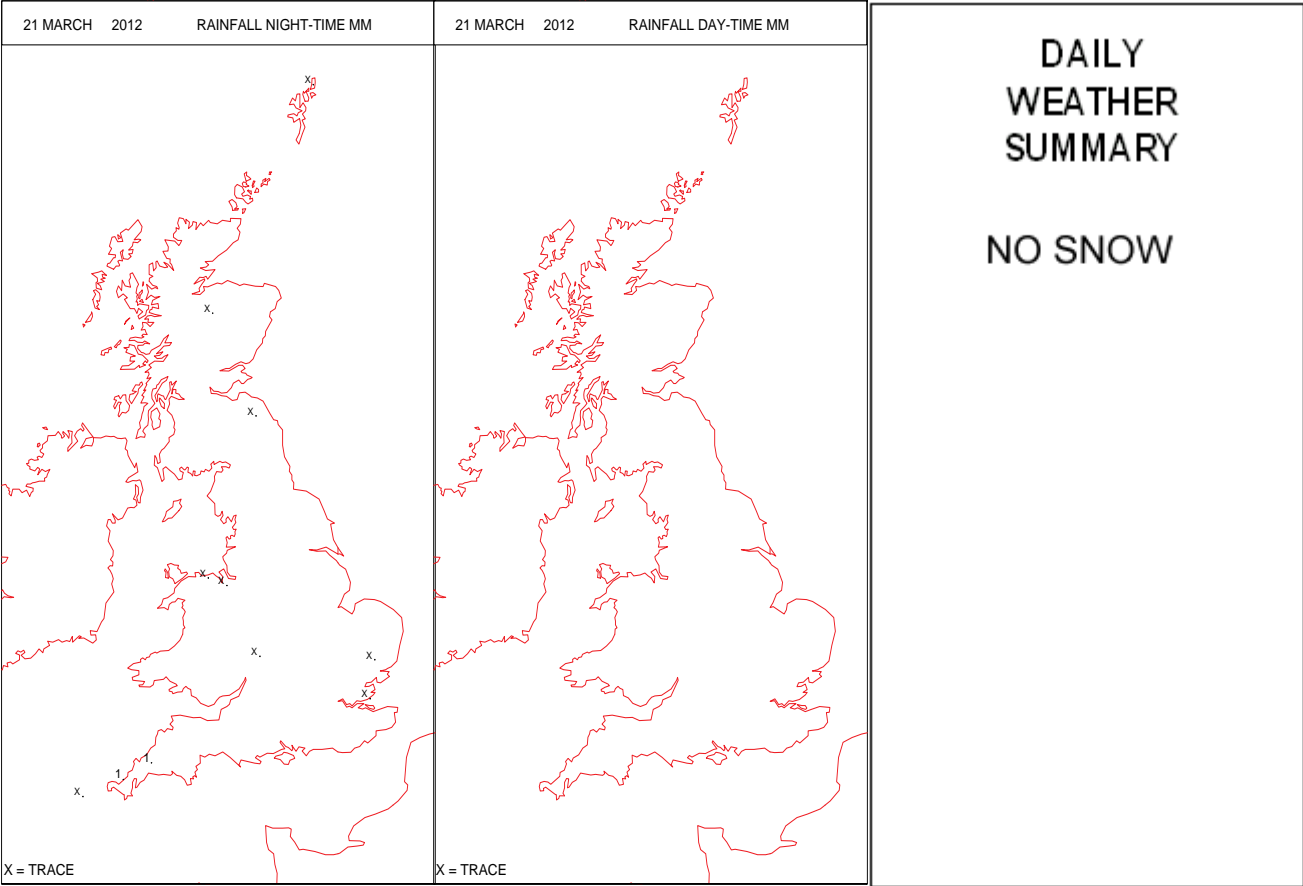 21 MARCH 2012 RAINFALL NIGHT-TIME MM
X
X
X
X X
X
X
X
1
1
X
X = TRACE
21 MARCH 2012 RAINFALL DAY-TIME MM
X = TRACE
DAILY
WEATHER
SUMMARY
NO SNOW